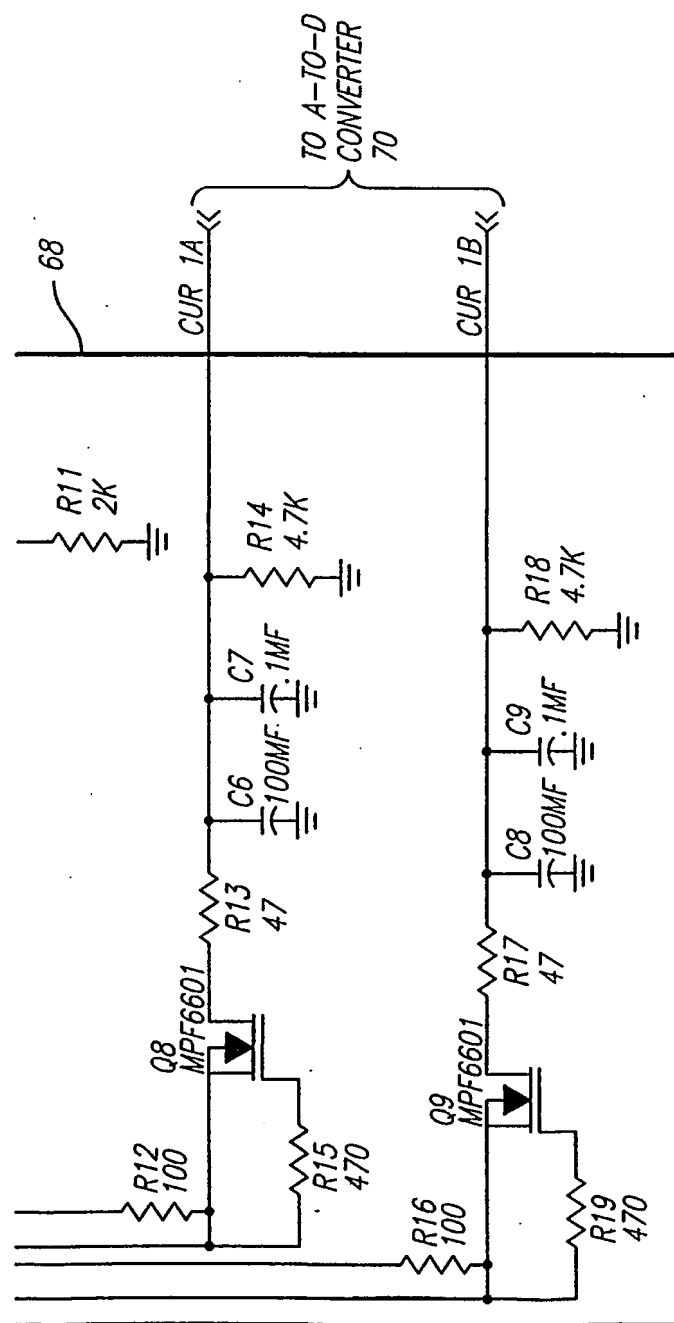 68
TO A-TO-D
CONVERTER
70
CUR 1A
CUR 1B
R11
2K
R14
4.7K
C7
.1MF
C6
100MF
R13
47
Q8
MPF6601
R12
100
R15
470
R18
4.7K
C9
.1MF
C8
100MF
R17
47
Q9
MPF6601
R16
100
R19
470